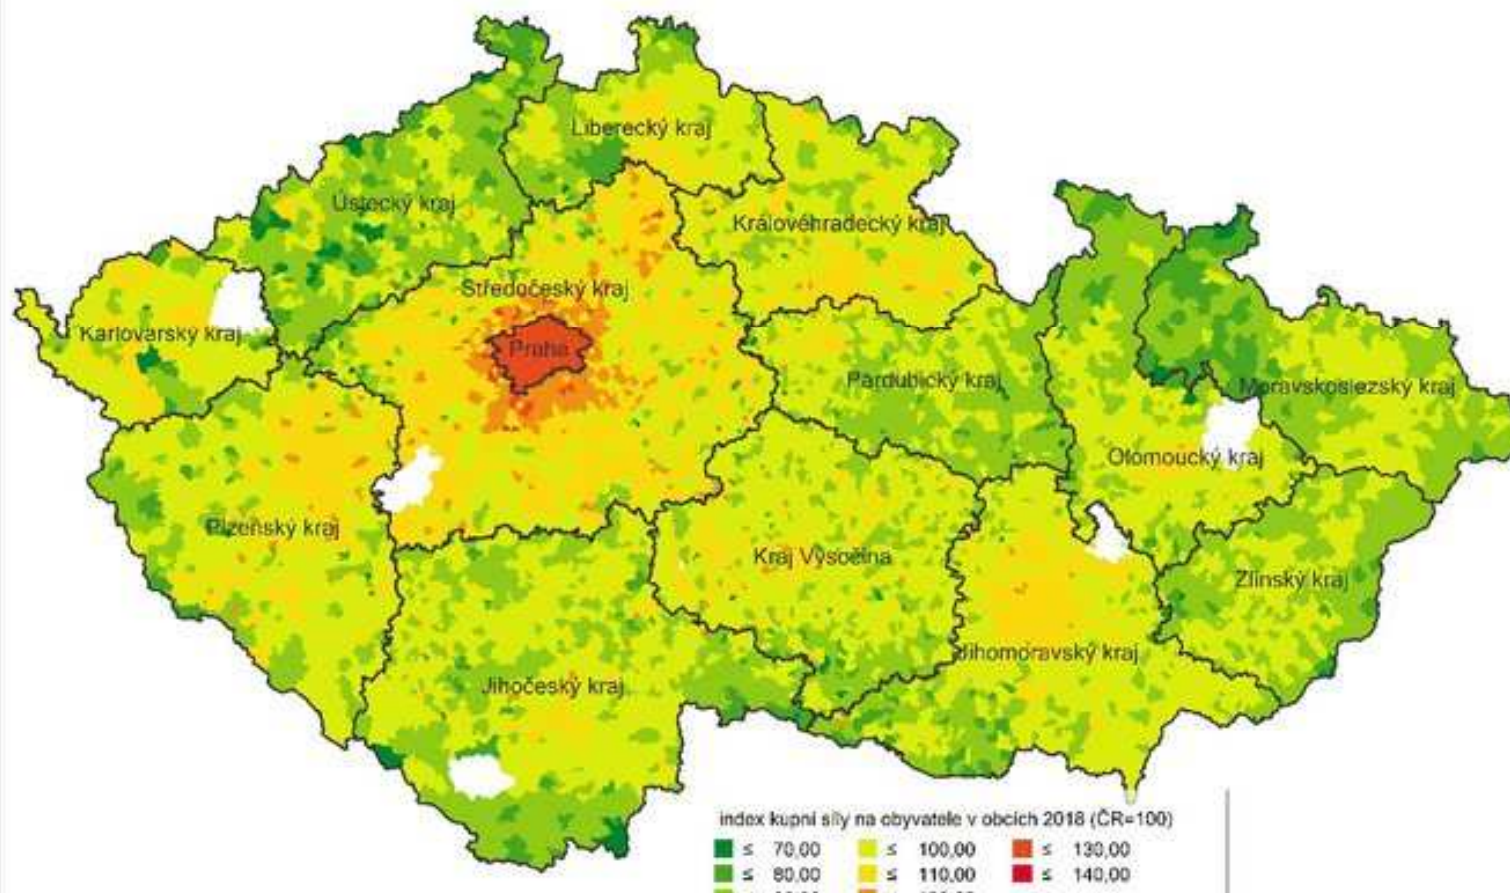 Liberecký kraj
Ústecký kraj
Královéhradecký kraj
Středočeský kraj
Karlovarský kraj
Praha
Pardubický kraj
Moravskoslezský kraj
Olomoucký kraj
Plzeňský kraj
Kraj Vysočina
Zlínský kraj
Jihomoravský kraj
Jihočeský kraj
index kupní síly na obyvatele v obcích 2018 (ČR=100)
≤ 70,00 ≤ 100,00 ≤ 130,00
≤ 80,00 ≤ 110,00 ≤ 140,00